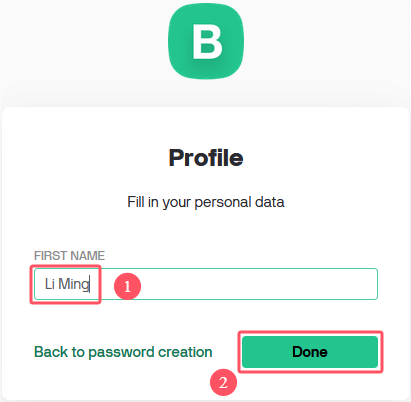 B
Profile
Fill in your personal data
FIRST NAME
Li Ming
1
Back to password creation
Done
2